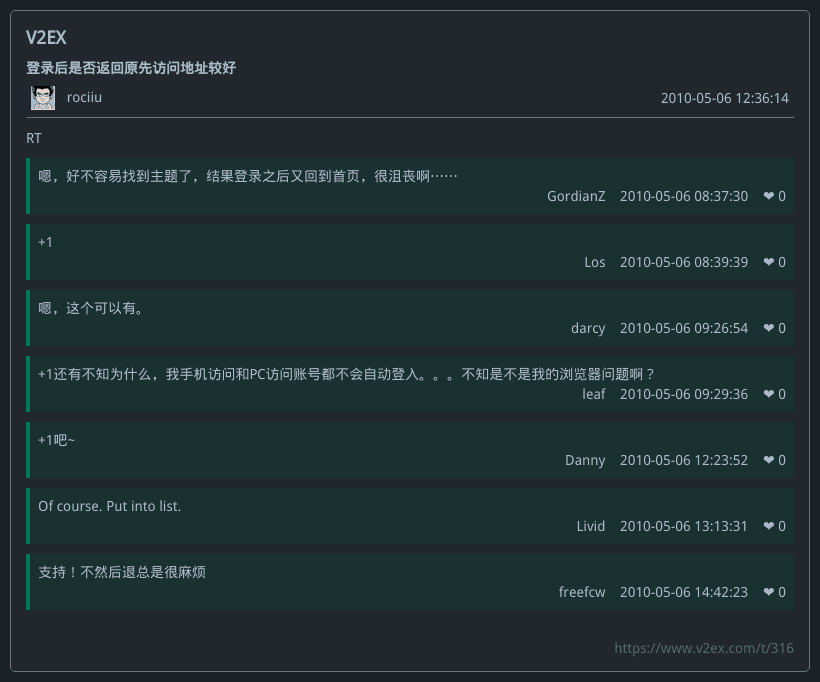 V2EX
登录后是否返回原先访问地址较好
rociiu 2010-05-06 12:36:14
RT
嗯，好不容易找到主题了，结果登录之后又回到首页，很沮丧啊……
GordianZ 2010-05-06 08:37:30 ❤ 0
+1
Los 2010-05-06 08:39:39 ❤ 0
嗯，这个可以有。
darcy 2010-05-06 09:26:54 ❤ 0
+1还有不知为什么，我手机访问和PC访问账号都不会自动登入。。。不知是不是我的浏览器问题啊？
leaf 2010-05-06 09:29:36 ❤ 0
+1吧~
Danny 2010-05-06 12:23:52 ❤ 0
Of course. Put into list.
Livid 2010-05-06 13:13:31 ❤ 0
支持！不然后退总是很麻烦
freefcw 2010-05-06 14:42:23 ❤ 0
https://www.v2ex.com/t/316